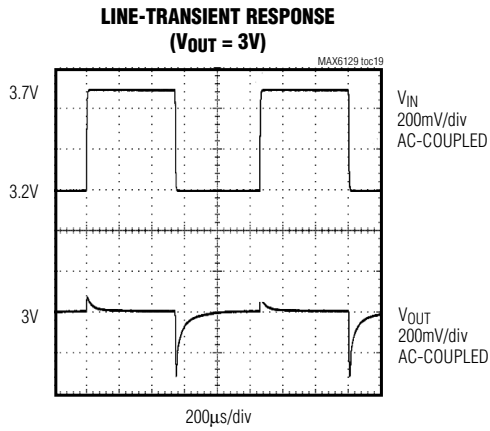 LINE-TRANSIENT RESPONSE
(VOUT = 3V)
MAX6129 toc19
3.7V
VIN
200mV/div
AC-COUPLED
3.2V
3V
VOUT
200mV/div
AC-COUPLED
200μs/div